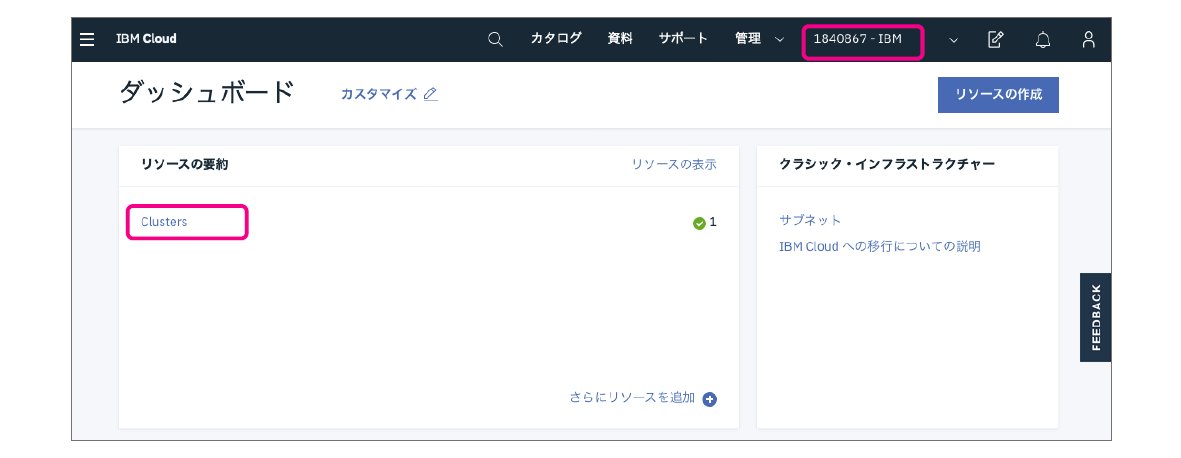 IBM Cloud カタログ 資料 サポート 管理 1840867 - IBM
ダッシュボード カスタマイズ リソースの作成
リソースの要約 リソースの表示
Clusters 1
さらにリソースを追加
クラシック・インフラストラクチャー
サブネット
IBM Cloud への移行についての説明
FEEDBACK